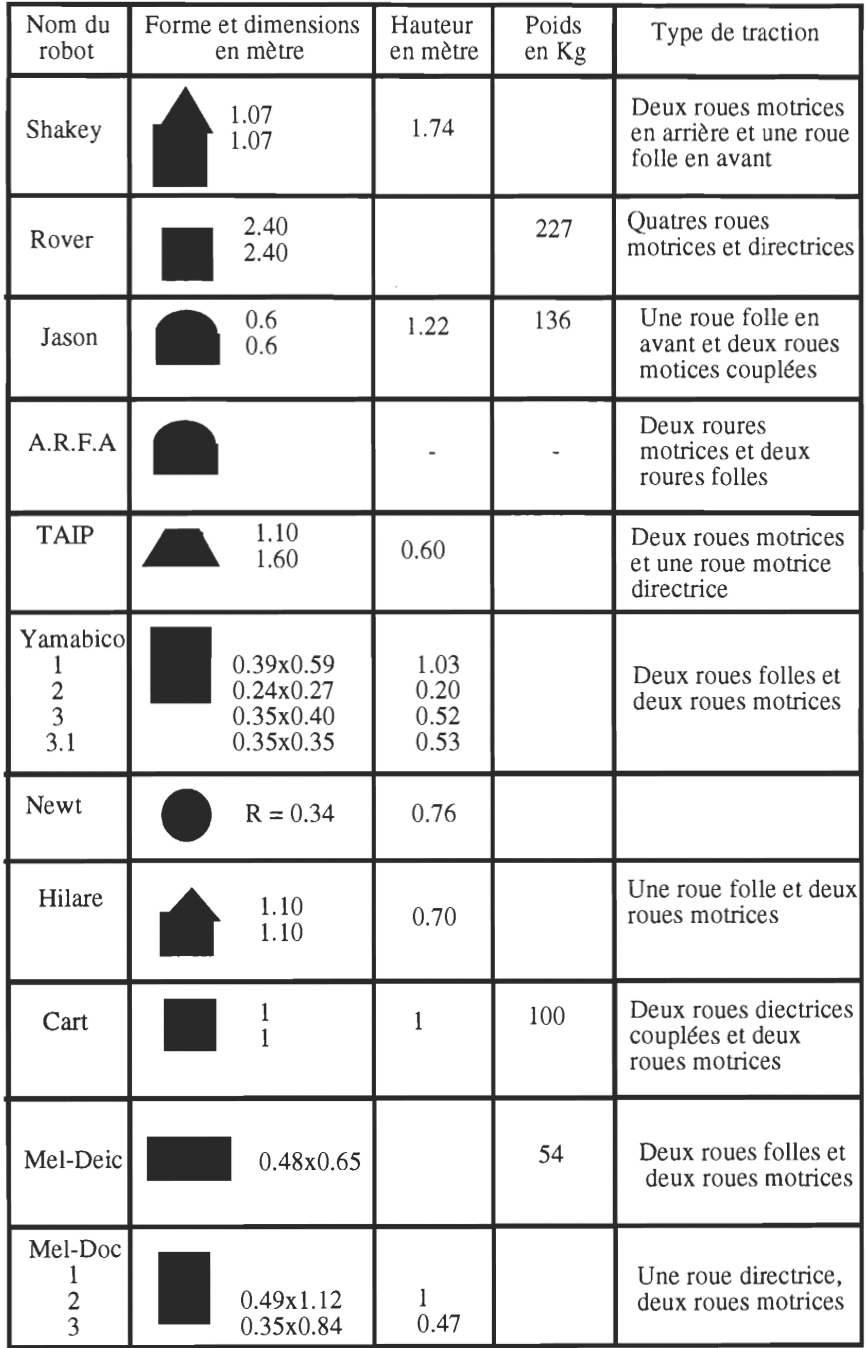 Nom du
robot
Forme et dimensions
en mètre
Hauteur
en mètre
Poids
en Kg
Type de traction
Shakey
1.07
1.07
1.74
Deux roues motrices
en arrière et une roue
folle en avant
Rover
2.40
2.40
227
Quatres roues
motrices et directrices
Jason
0.6
0.6
1.22
136
Une roue folle en
avant et deux roues
motices couplées
A.R.F.A
-
-
Deux roures
motrices et deux
roures folles
TAIP
1.10
1.60
0.60
Deux roues motrices
et une roue motrice
directrice
Yamabico
1 0.39x0.59 1.03
2 0.24x0.27 0.20
3 0.35x0.40 0.52
3.1 0.35x0.35 0.53
Deux roues folles et
deux roues motrices
Newt
R = 0.34
0.76
Hilare
1.10
1.10
0.70
Une roue folle et deux
roues motrices
Cart
1
1
1
100
Deux roues diectrices
couplées et deux
roues motrices
Mel-Deic
0.48x0.65
54
Deux roues folles et
deux roues motrices
Mel-Doc
1
2 0.49x1.12 1
3 0.35x0.84 0.47
Une roue directrice,
deux roues motrices